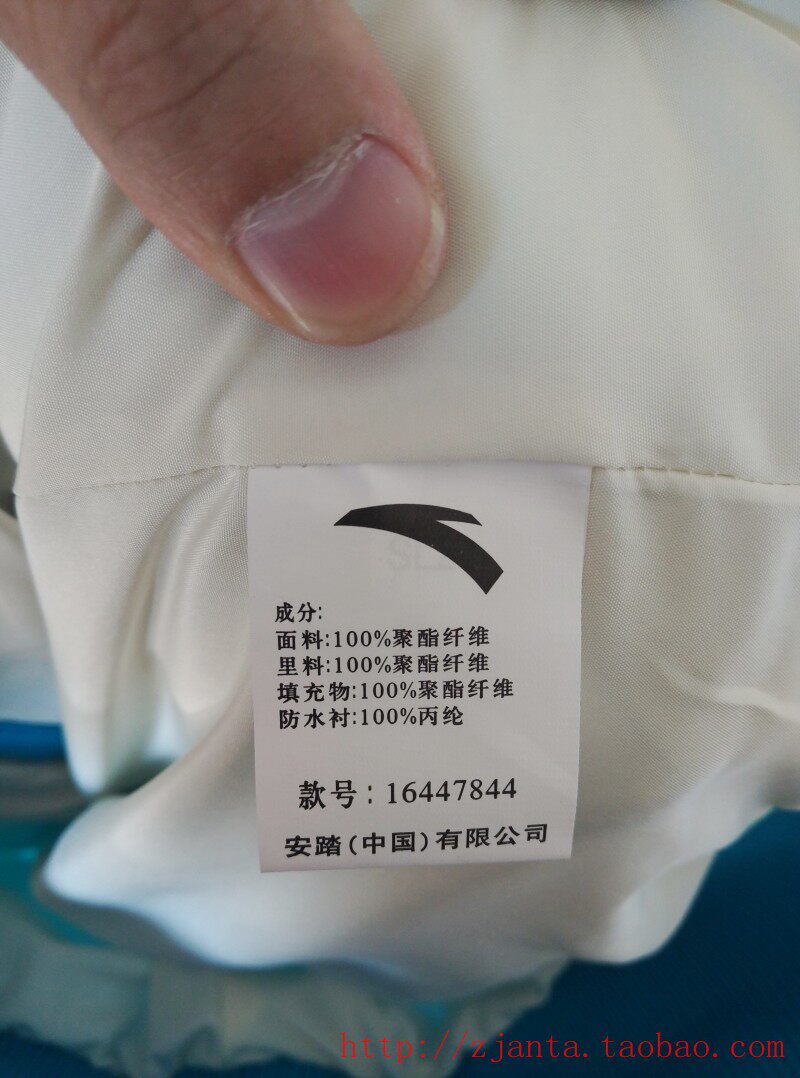 成分:
面料:100%聚酯纤维
里料:100%聚酯纤维
填充物:100%聚酯纤维
防水衬:100%丙纶
款号:16447844
安踏(中国)有限公司
http://zjanta.taobao.com